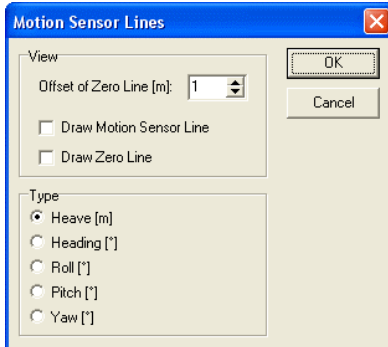 Motion Sensor Lines
View
Offset of Zero Line [m]: 1
Draw Motion Sensor Line
Draw Zero Line
OK
Cancel
Type
Heave [m]
Heading [°]
Roll [°]
Pitch [°]
Yaw [°]